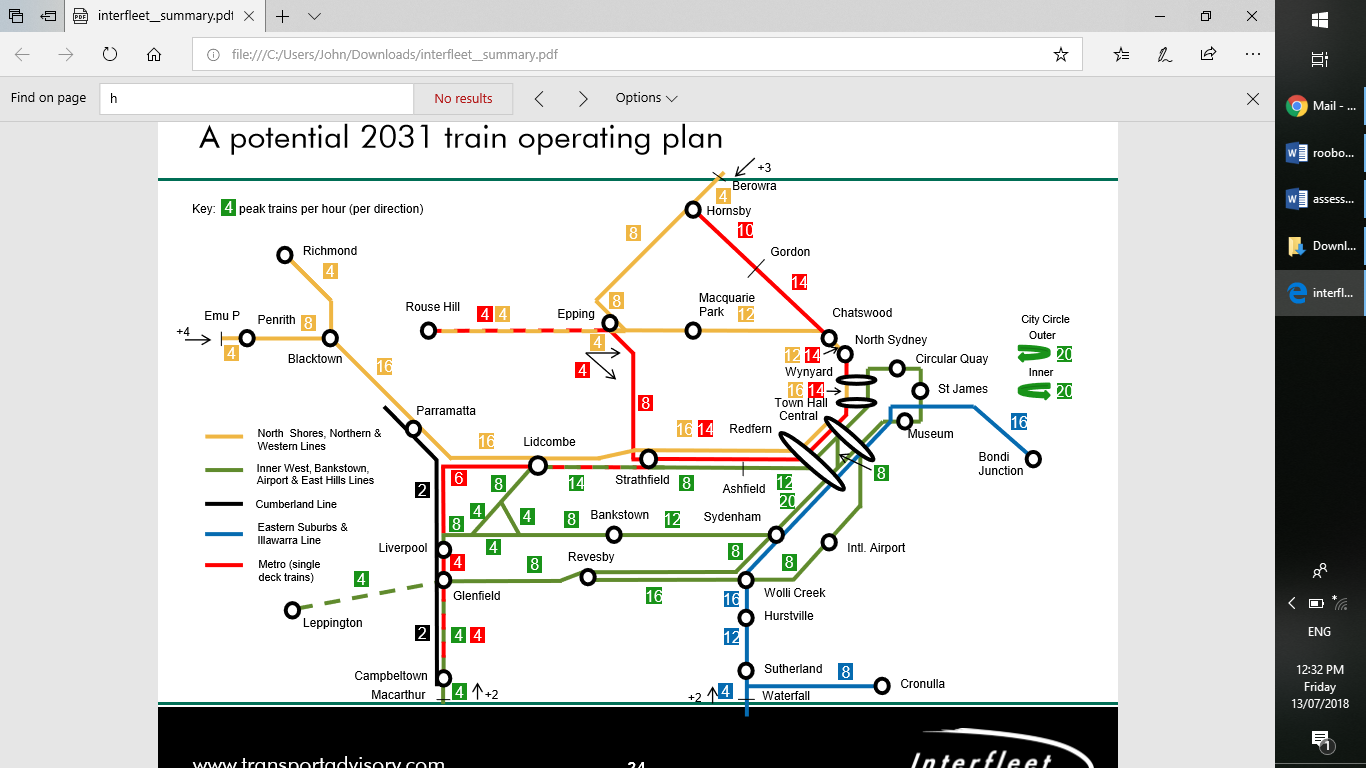 interfleet__summary.pdf
file:///C:/Users/John/Downloads/interfleet__summary.pdf
Find on page
h
No results
Options
Mail - ...
roobo...
assess...
Downl...
interfl...
ENG
12:32 PM
Friday
13/07/2018
1
A potential 2031 train operating plan
Key: 4 peak trains per hour (per direction)
+3
Berowra
4
Hornsby
8
10
Gordon
14
Richmond
4
Rouse Hill
4 4
Epping
8
4
4
Macquarie
Park
12
Chatswood
Emu P
+4
4
Penrith
8
Blacktown
16
North Sydney
12 14
Wynyard
16 14
Town Hall
Central
Circular Quay
St James
Museum
City Circle
Outer
20
Inner
20
16
Bondi
Junction
Parramatta
16
Lidcombe
8
16 14
Redfern
Strathfield
Ashfield
8
6
8
14
8
12
20
North Shores, Northern &
Western Lines
Inner West, Bankstown,
Airport & East Hills Lines
Cumberland Line
Eastern Suburbs &
Illawarra Line
Metro (single
deck trains)
2
8
4
4
4
8
Bankstown
12
Sydenham
Liverpool
4
8
Revesby
8
8
Intl. Airport
Glenfield
16
Wolli Creek
4
Leppington
16
Hurstville
12
2
4 4
Campbeltown
Macarthur
4
+2
Sutherland
8
Cronulla
+2
4
Waterfall
www.transportadvisory.com
24
Interfleet